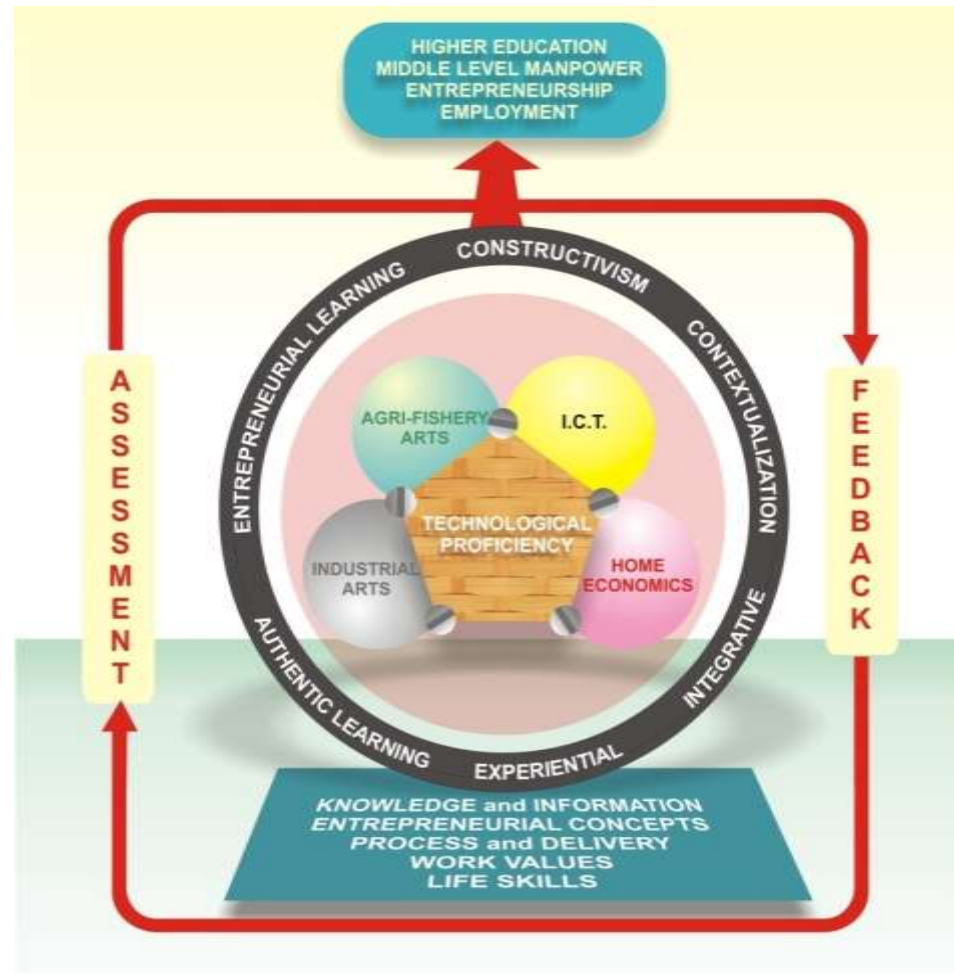 HIGHER EDUCATION
MIDDLE LEVEL MANPOWER
ENTREPRENEURSHIP
EMPLOYMENT
CONSTRUCTIVISM
CONTEXTUALIZATION
INTEGRATIVE
EXPERIENTIAL
AUTHENTIC LEARNING
ENTREPRENEURIAL LEARNING
ASSESSMENT
FEEDBACK
AGRI-FISHERY
ARTS
I.C.T.
TECHNOLOGICAL
PROFICIENCY
INDUSTRIAL
ARTS
HOME
ECONOMICS
KNOWLEDGE and INFORMATION
ENTREPRENEURIAL CONCEPTS
PROCESS and DELIVERY
WORK VALUES
LIFE SKILLS